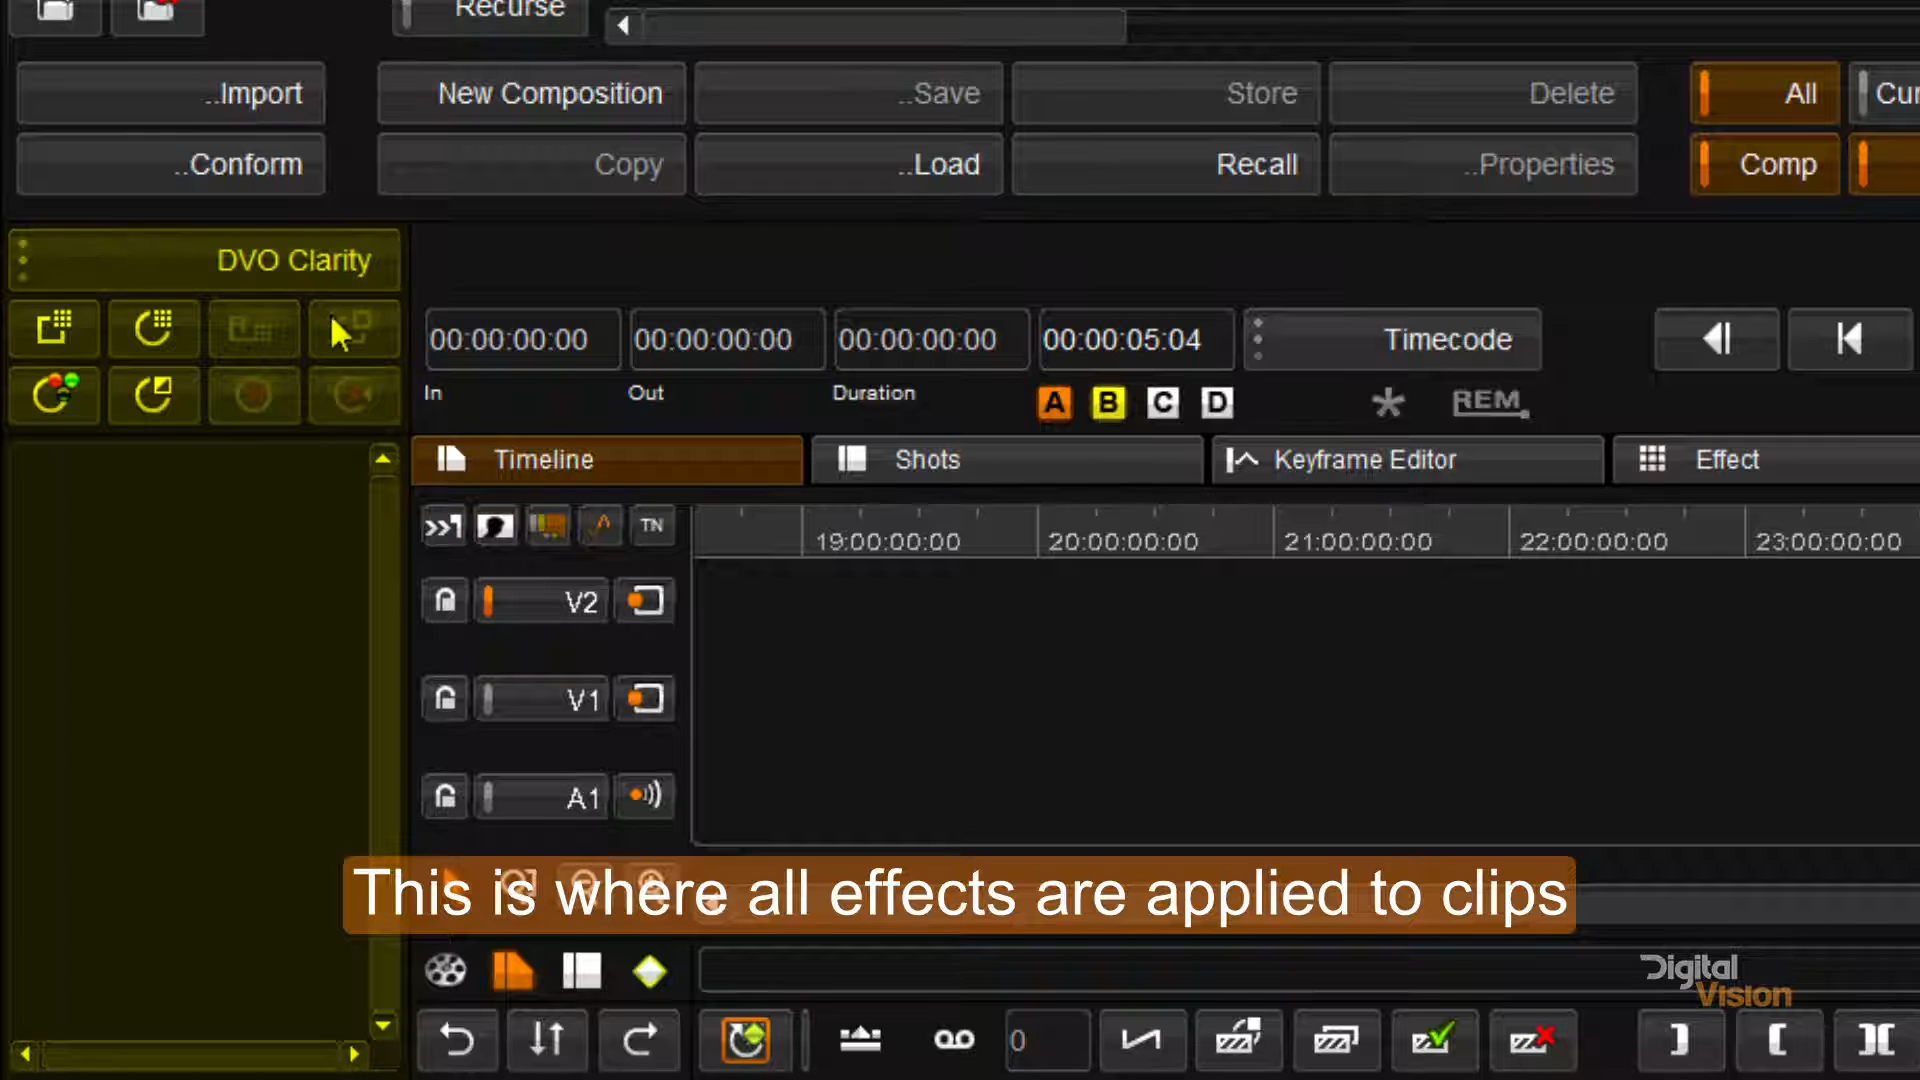 Recurse
..Import
New Composition
..Save
Store
Delete
All
..Conform
Copy
..Load
Recall
..Properties
Comp
DVO Clarity
00:00:00:00
00:00:00:00
00:00:00:00
00:00:05:04
Timecode
In
Out
Duration
A B C D
REM.
Timeline
Shots
Keyframe Editor
Effect
TN
19:00:00:00
20:00:00:00
21:00:00:00
22:00:00:00
23:00:00:00
V2
V1
A1
This is where all effects are applied to clips
Digital
Vision
0